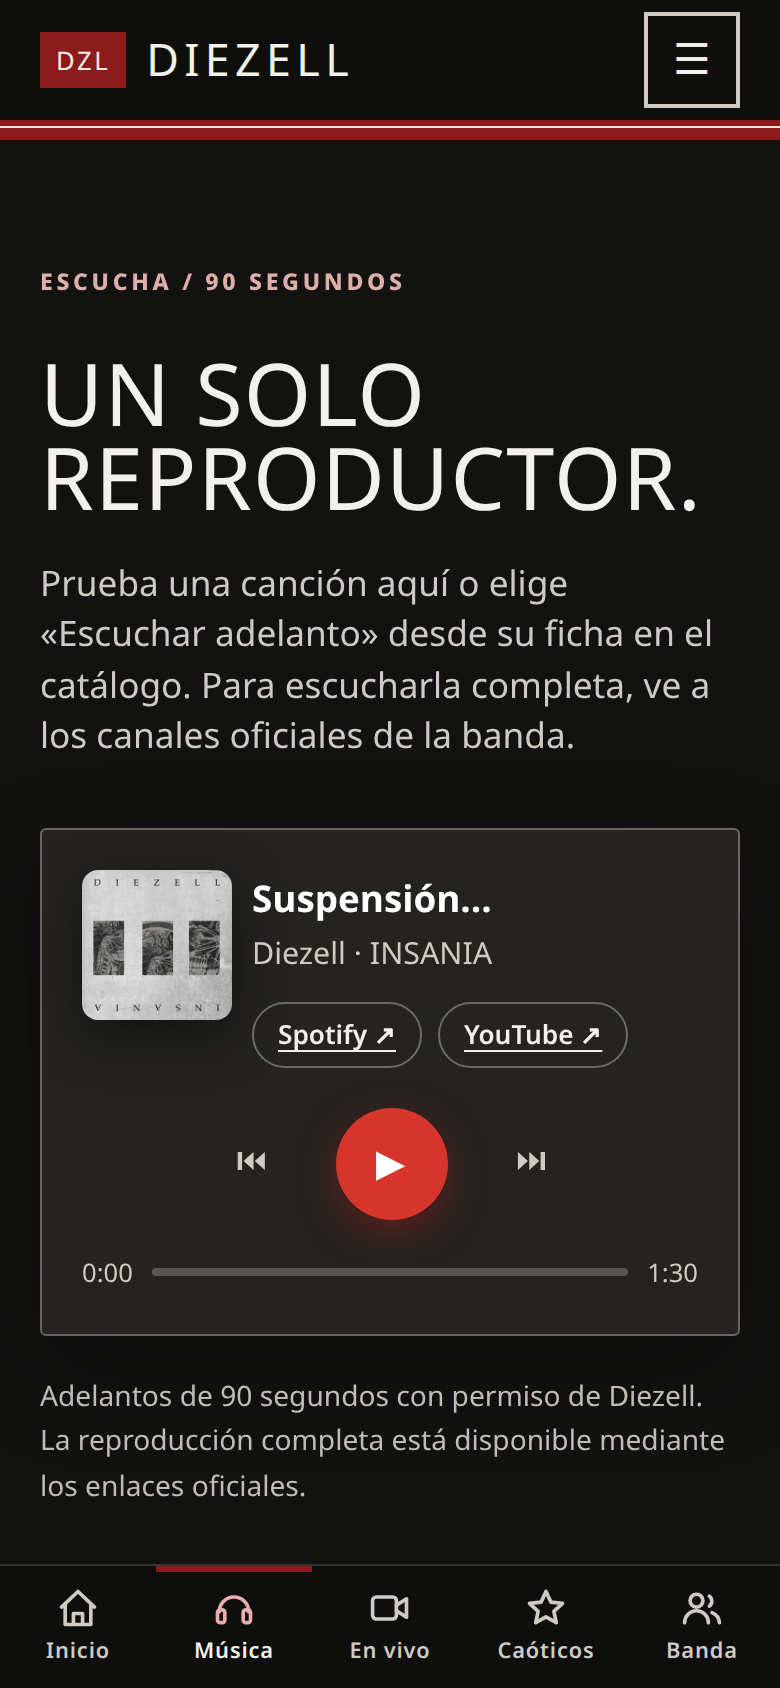 DZL DIEZELL ☰
ESCUCHA / 90 SEGUNDOS
UN SOLO
REPRODUCTOR.
Prueba una canción aquí o elige
«Escuchar adelanto» desde su ficha en el
catálogo. Para escucharla completa, ve a
los canales oficiales de la banda.
DIEZELL
VINVSNI
Suspensión...
Diezell · INSANIA
Spotify ↗ YouTube ↗
0:00 1:30
Adelantos de 90 segundos con permiso de Diezell.
La reproducción completa está disponible mediante
los enlaces oficiales.
Inicio Música En vivo Caóticos Banda